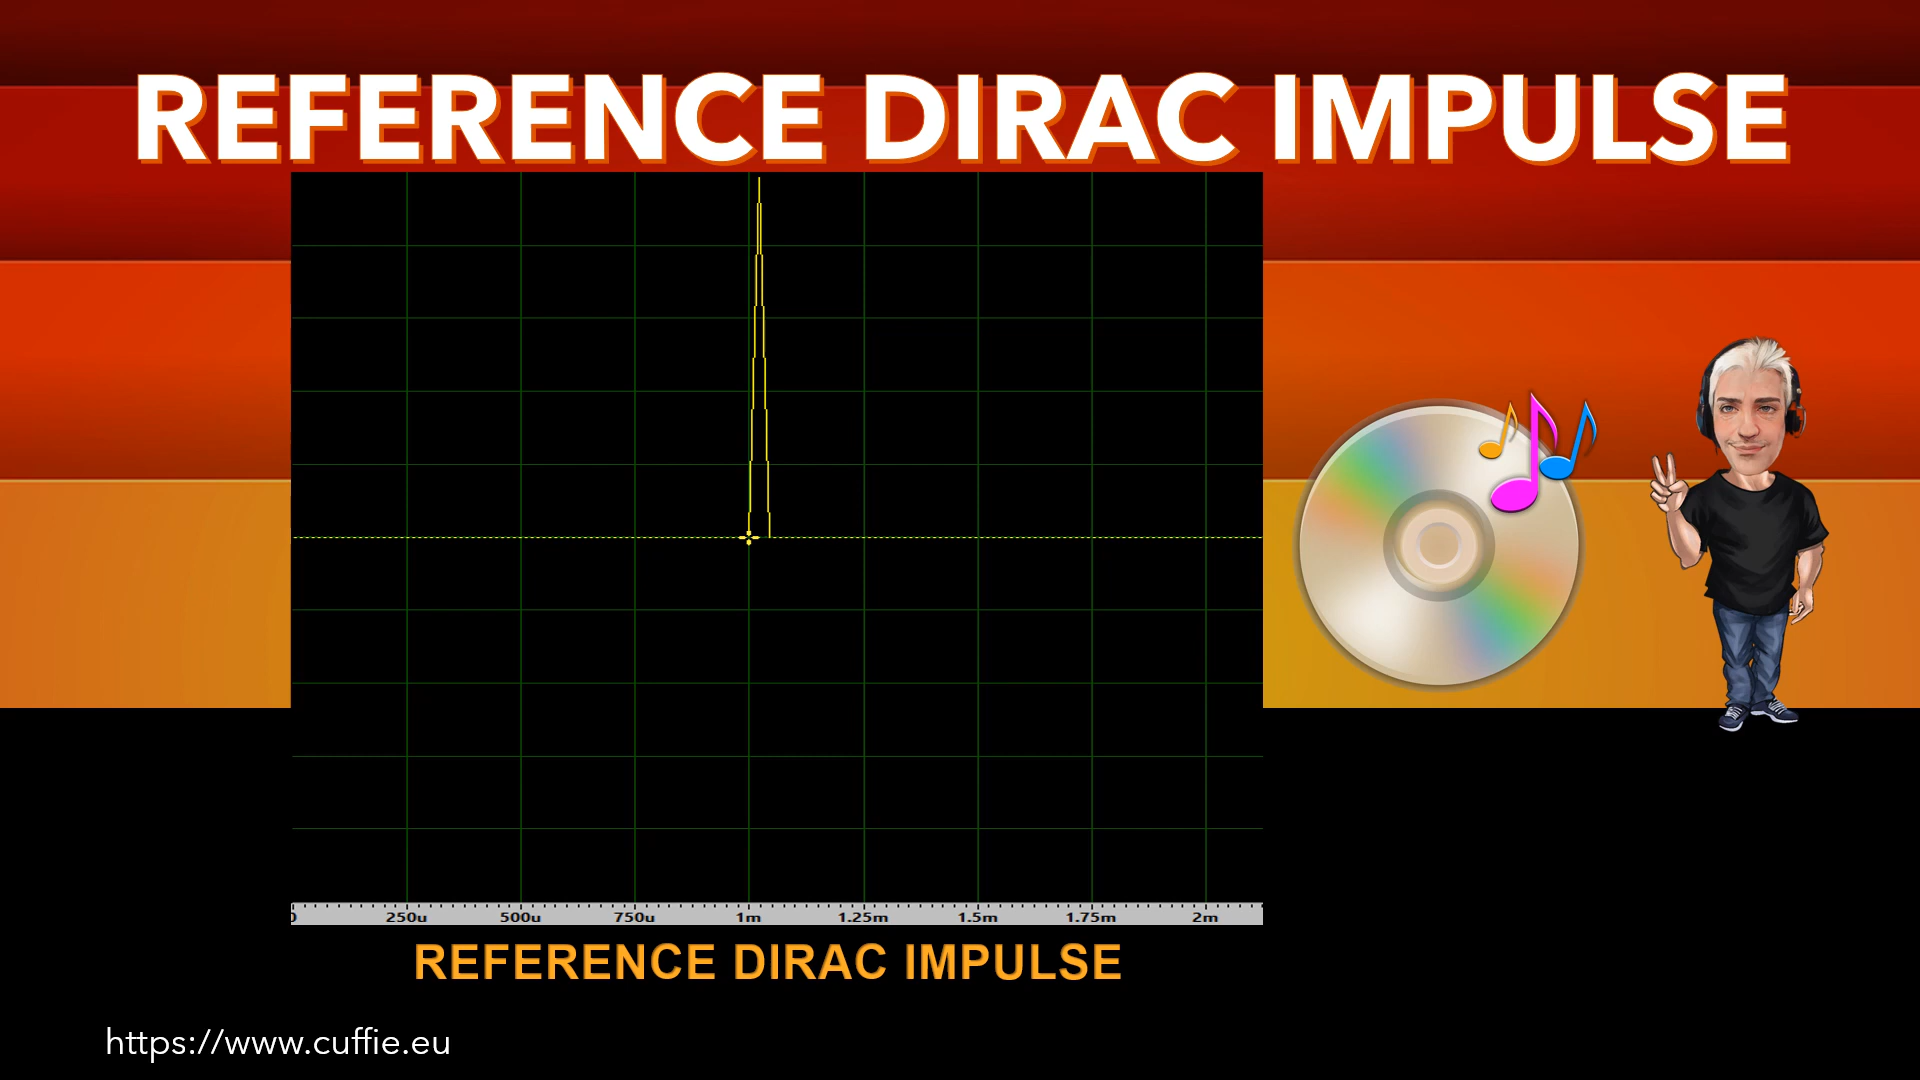 REFERENCE DIRAC IMPULSE
0 250u 500u 750u 1m 1.25m 1.5m 1.75m 2m
REFERENCE DIRAC IMPULSE
https://www.cuffie.eu